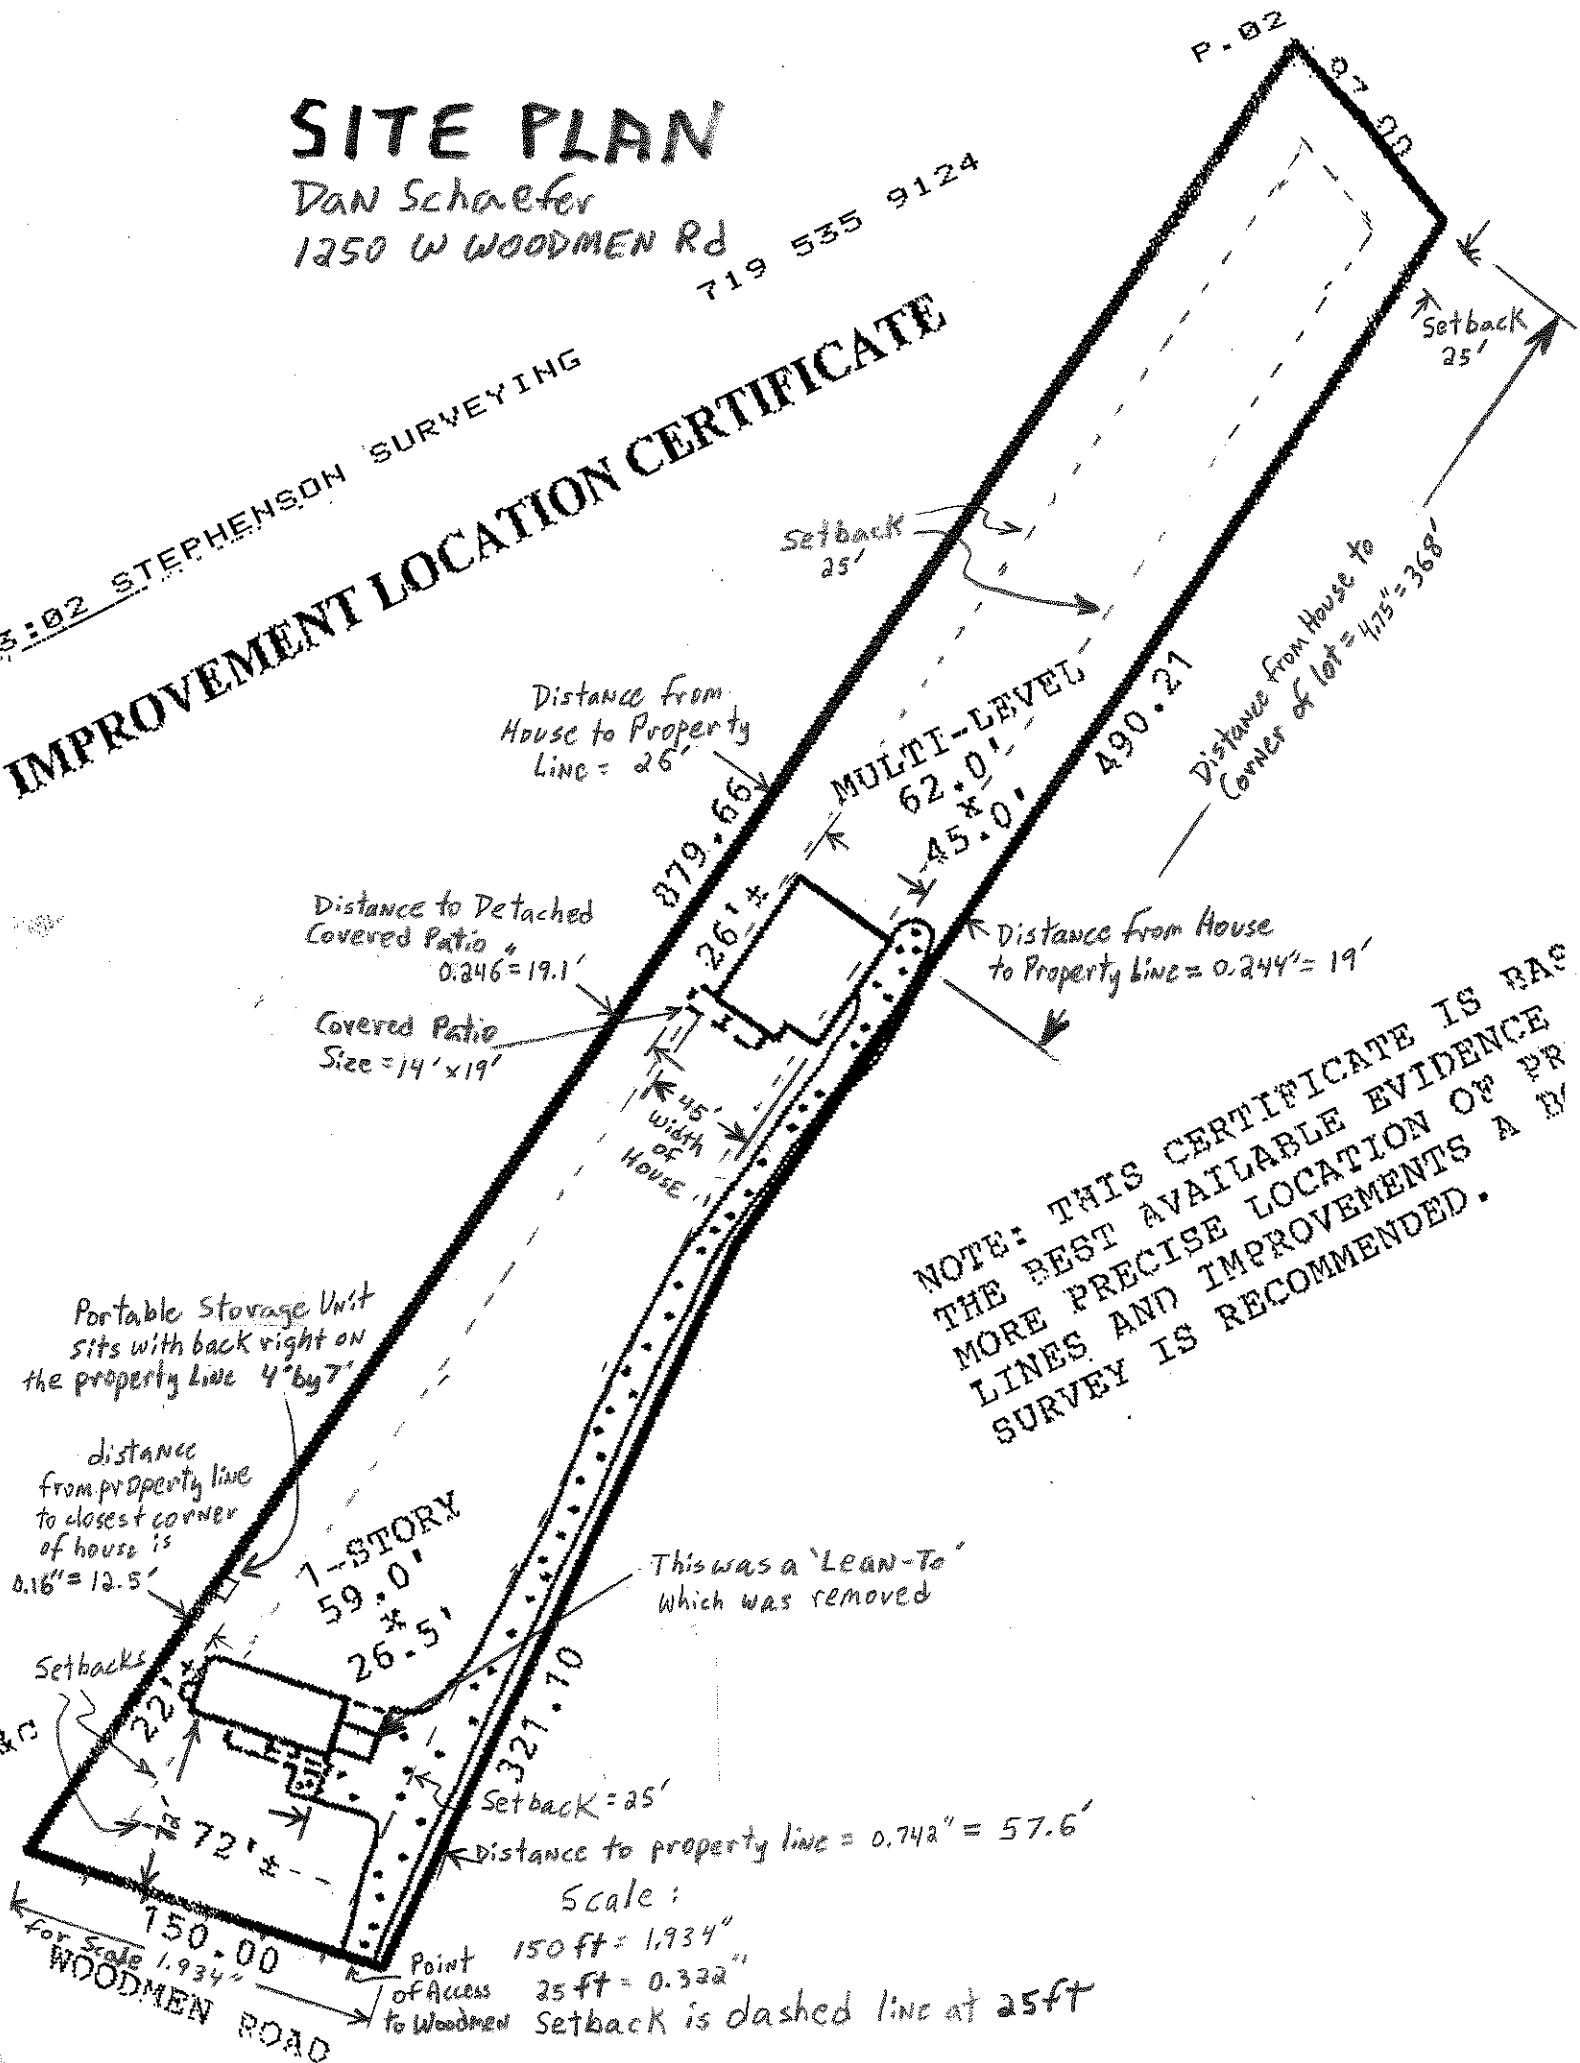 P.02
97.00
SITE PLAN
Dan Schaefer
1250 W WOODMEN Rd
719 535 9124
3:02 STEPHENSON SURVEYING
IMPROVEMENT LOCATION CERTIFICATE
Setback
25'
Setback
25'
Distance from House to
Corner of lot = 4.75" = 368'
Distance from
House to Property
Line = 26'
MULTI-LEVEL
62.0'
x
45.0'
490.21
879.66
26'±
Distance to Detached
Covered Patio
0.246" = 19.1'
Covered Patio
Size = 14' x 19'
Distance from House
to Property Line = 0.244" = 19'
45'
width
of
House
NOTE: THIS CERTIFICATE IS BAS
THE BEST AVAILABLE EVIDENCE
MORE PRECISE LOCATION OF PR
LINES AND IMPROVEMENTS A BO
SURVEY IS RECOMMENDED.
Portable Storage Unit
sits with back right on
the property Line 4' by 7'
distance
from property line
to closest corner
of house is
0.16" = 12.5'
1-STORY
59.0'
x
26.5'
This was a 'Lean-To'
which was removed
Setbacks
22'±
321.10
Setback = 25'
72'
72'±
Distance to property line = 0.742" = 57.6'
150.00
for Scale 1.934"
WOODMEN ROAD
Point
of Access
to Woodmen
Scale:
150 ft = 1.934"
25 ft = 0.322"
Setback is dashed line at 25ft